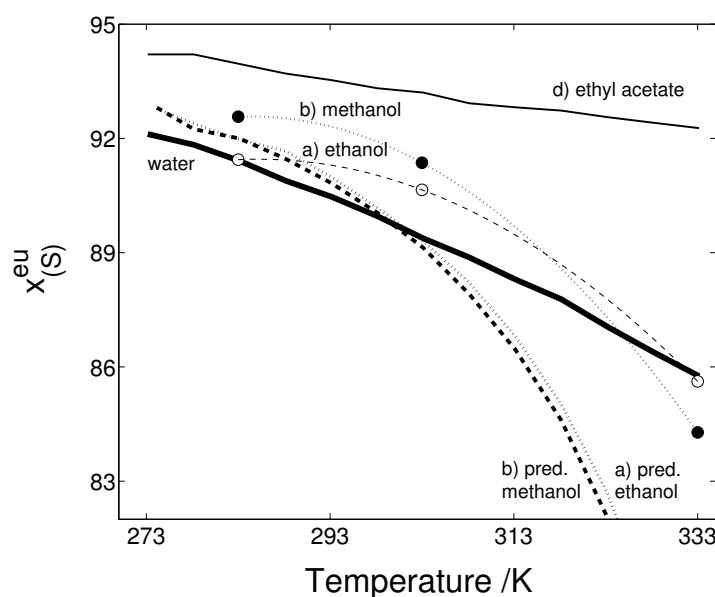 95
92
89
86
83
x eu (S)
d) ethyl acetate
b) methanol
a) ethanol
water
b) pred. a) pred.
methanol ethanol
273 293 313 333
Temperature /K